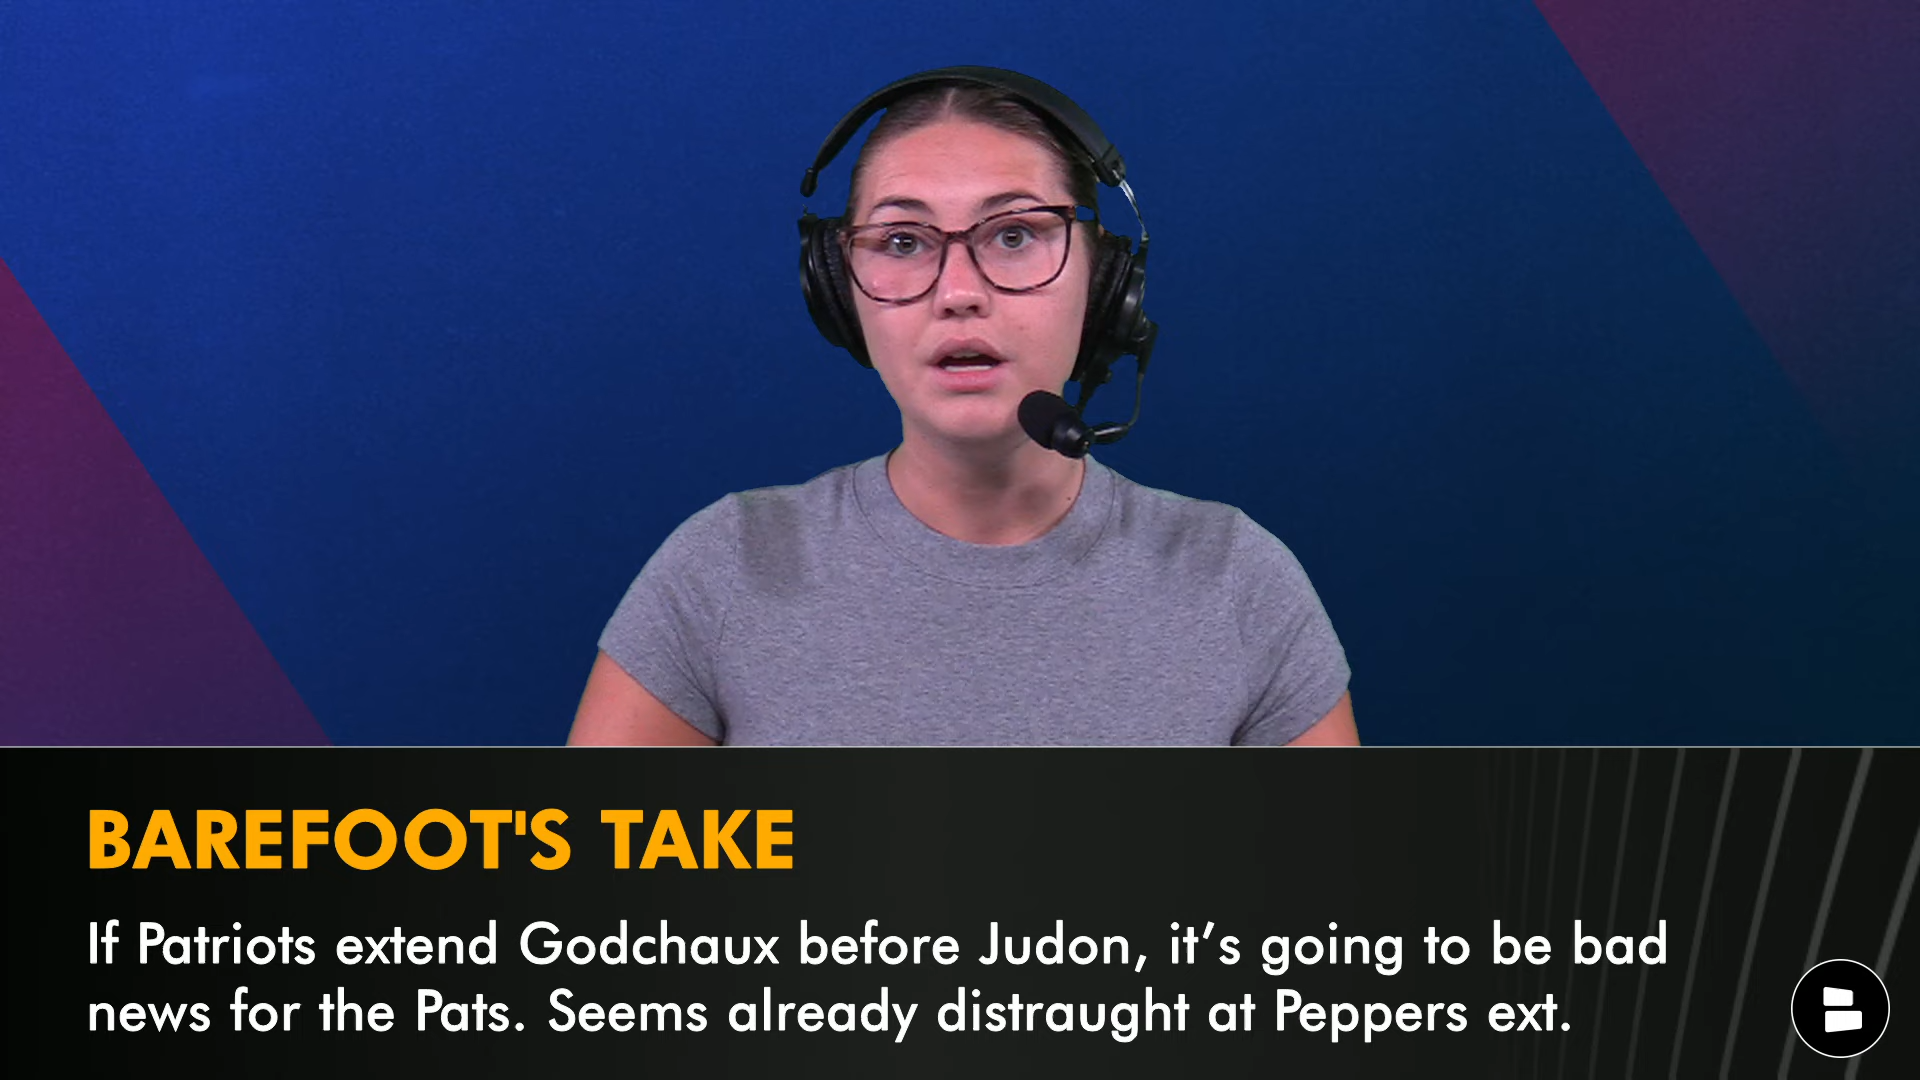 BAREFOOT'S TAKE
If Patriots extend Godchaux before Judon, it’s going to be bad
news for the Pats. Seems already distraught at Peppers ext.